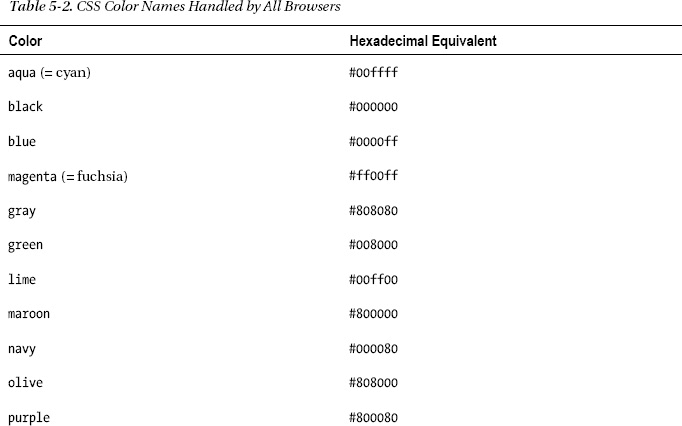 Table 5-2. CSS Color Names Handled by All Browsers
Color Hexadecimal Equivalent
aqua (= cyan) #00ffff
black #000000
blue #0000ff
magenta (= fuchsia) #ff00ff
gray #808080
green #008000
lime #00ff00
maroon #800000
navy #000080
olive #808000
purple #800080